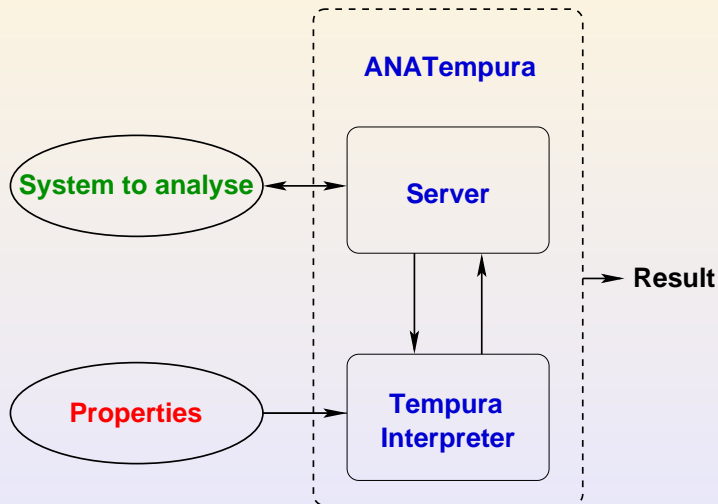 ANATempura
System to analyse
Server
Result
Properties
Tempura
Interpreter